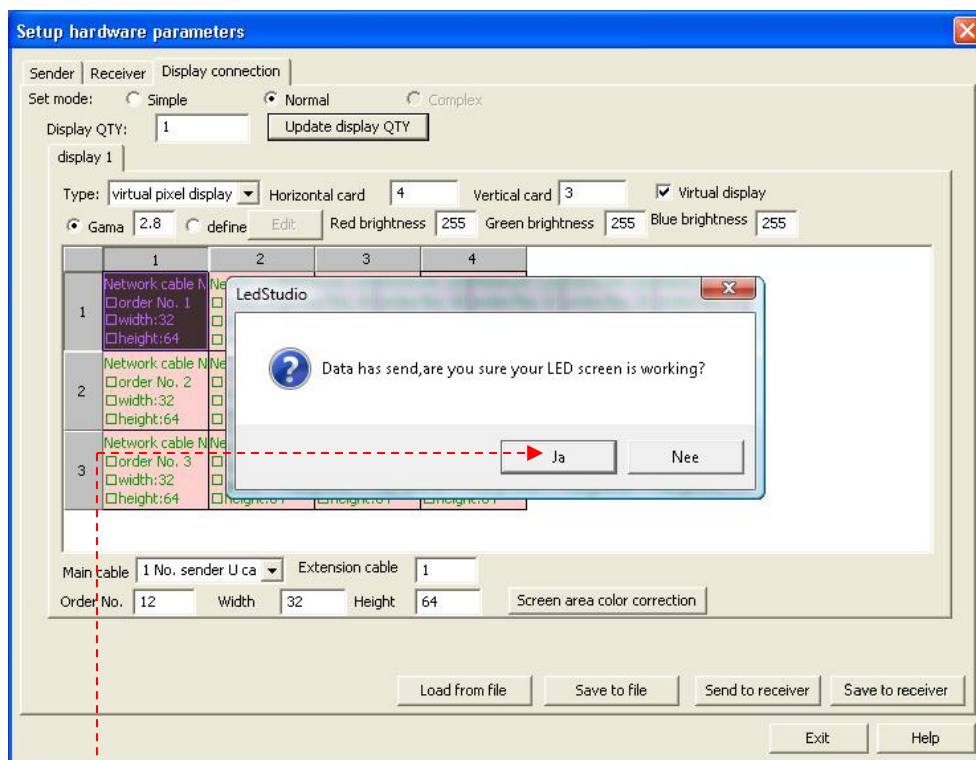 Setup hardware parameters
Sender Receiver Display connection
Set mode: Simple Normal Complex
Display QTY: 1 Update display QTY
display 1
Type: virtual pixel display Horizontal card 4 Vertical card 3 Virtual display
Gama 2.8 define Edit Red brightness 255 Green brightness 255 Blue brightness 255
1 2 3 4
Network cable N Ne
1 order No. 1
width:32
height:64
Network cable N Ne
2 order No. 2
width:32
height:64
Network cable N Ne
3 order No. 3
width:32
height:64
LedStudio
Data has send,are you sure your LED screen is working?
Ja Nee
Main cable 1 No. sender U ca Extension cable 1
Order No. 12 Width 32 Height 64 Screen area color correction
Load from file Save to file Send to receiver Save to receiver
Exit Help